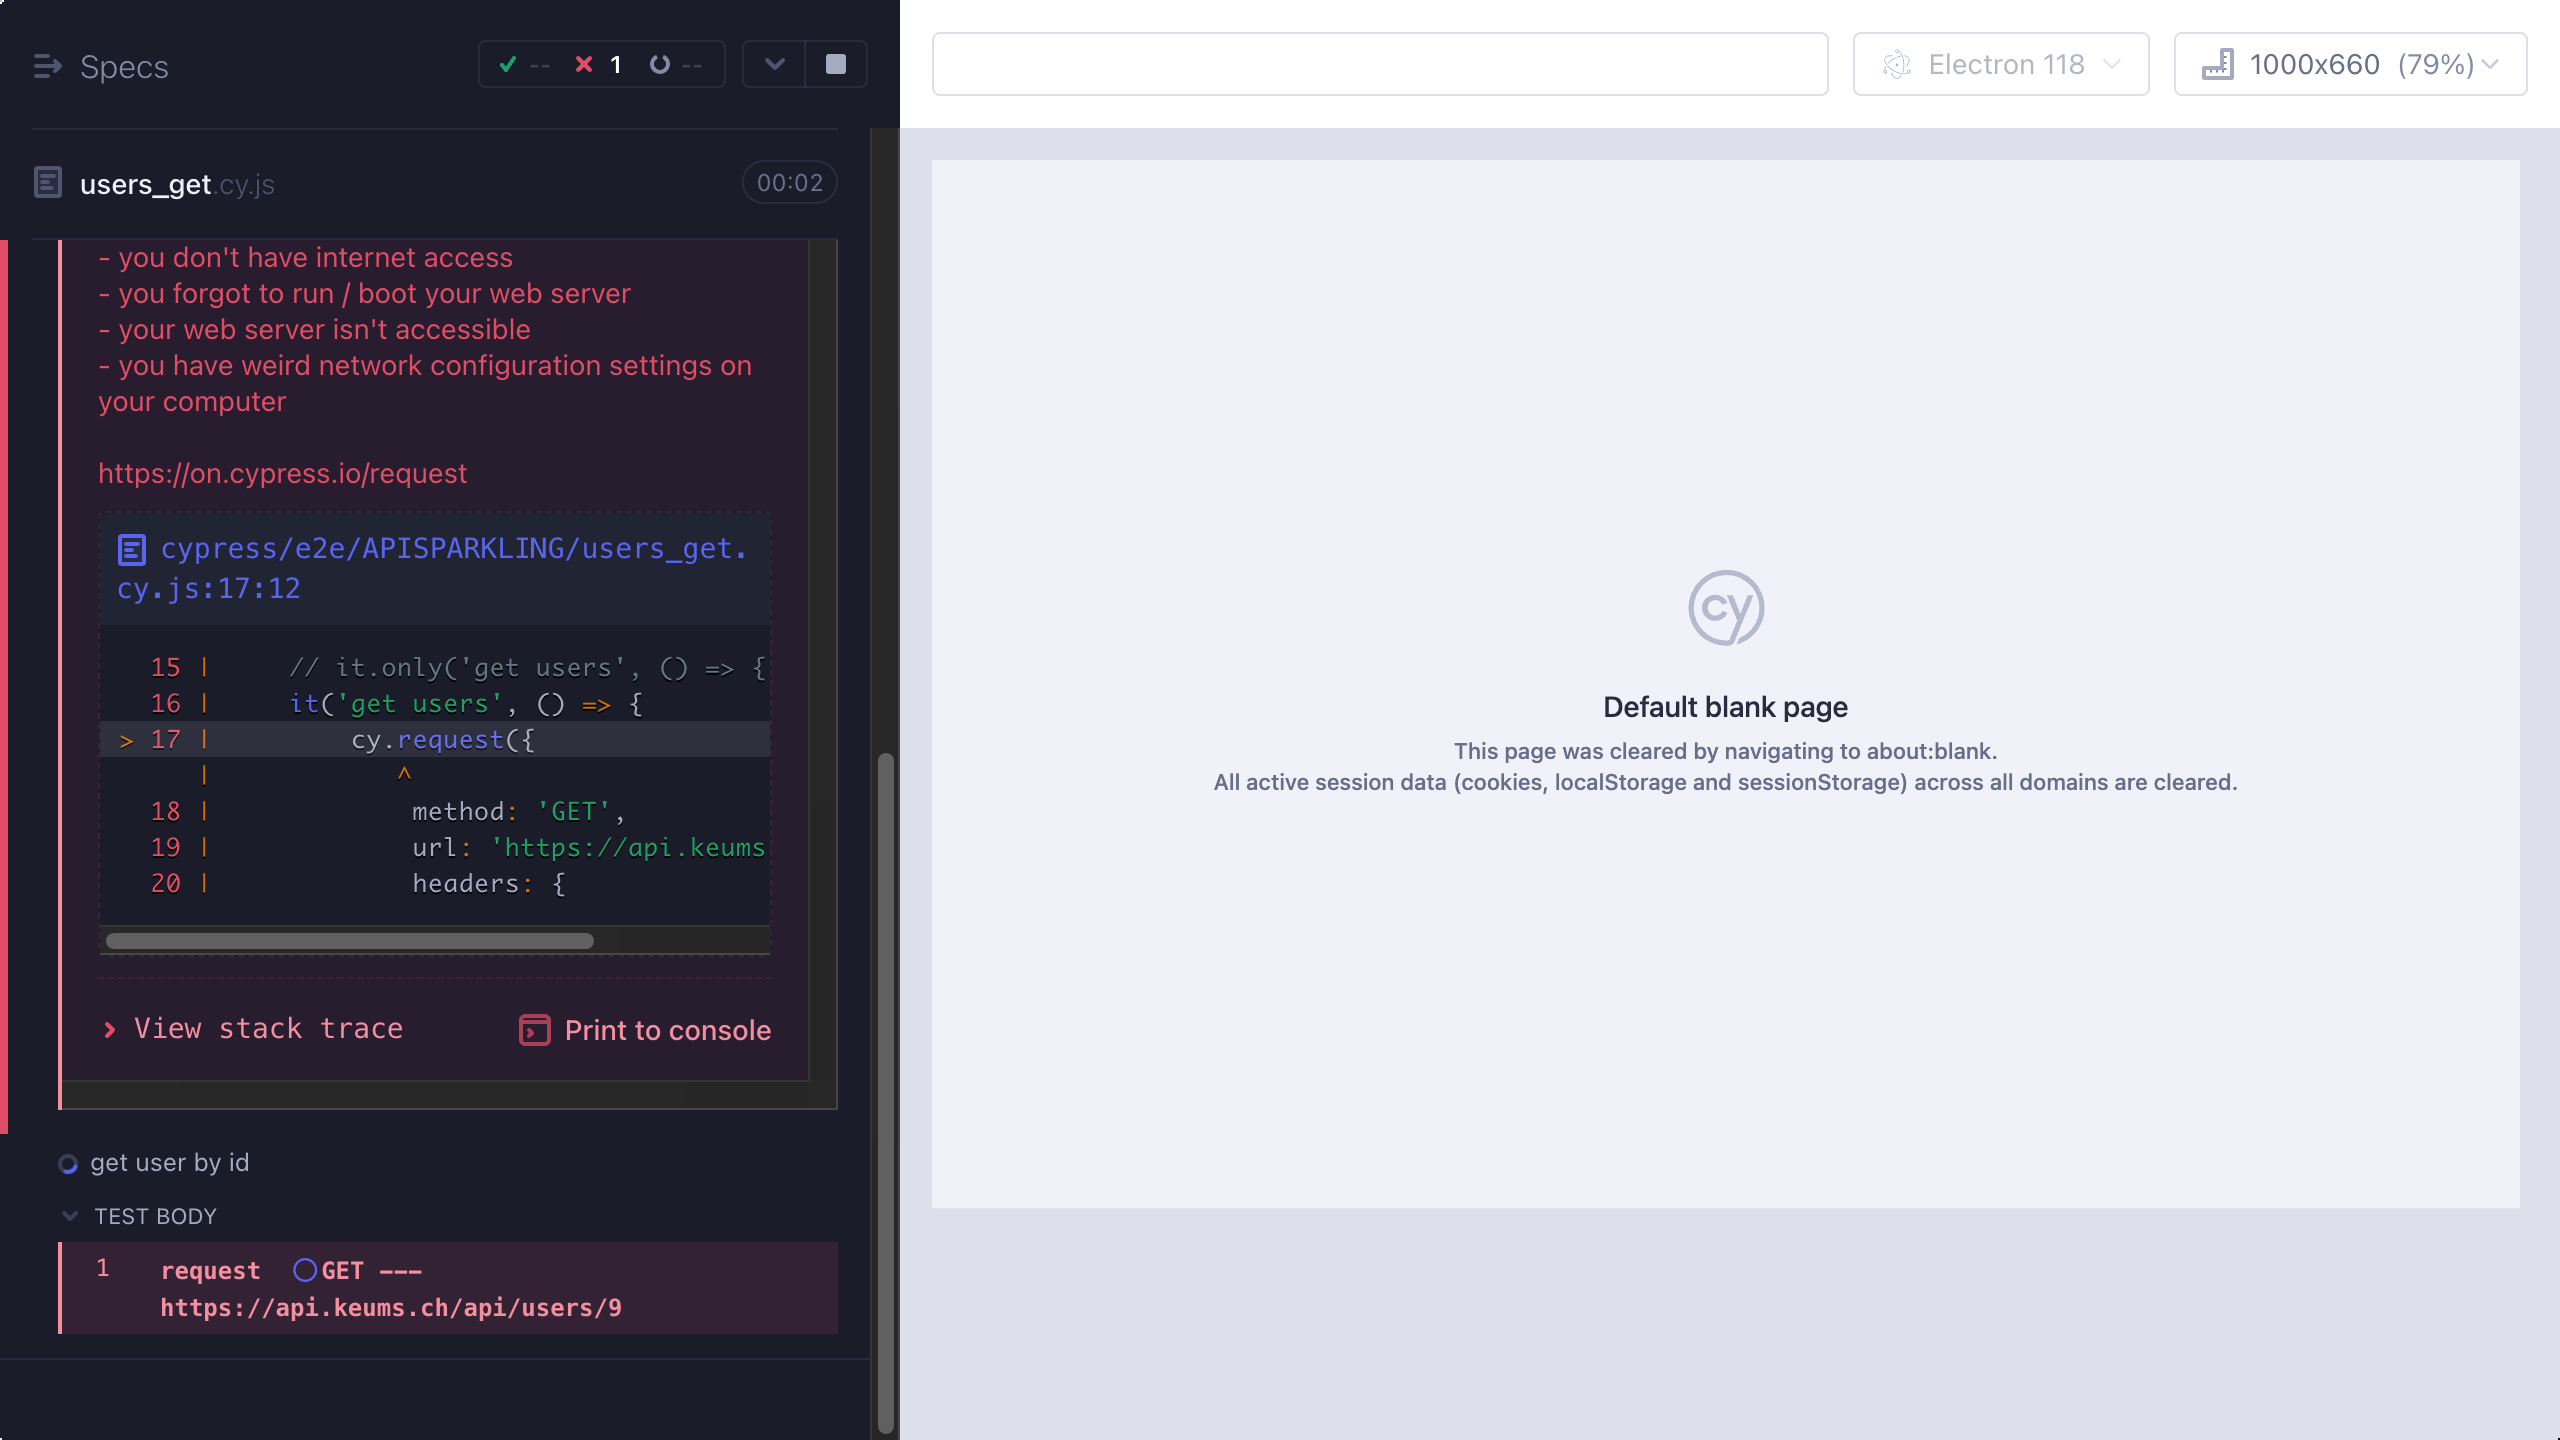 Specs
-- 1 --
users_get.cy.js
00:02
- you don't have internet access
- you forgot to run / boot your web server
- your web server isn't accessible
- you have weird network configuration settings on
your computer
https://on.cypress.io/request
cypress/e2e/APISPARKLING/users_get.
cy.js:17:12
15 | // it.only('get users', () => {
16 | it('get users', () => {
> 17 | cy.request({
| ^
18 | method: 'GET',
19 | url: 'https://api.keums
20 | headers: {
View stack trace
Print to console
get user by id
TEST BODY
1 request GET ---
https://api.keums.ch/api/users/9
Electron 118
1000x660 (79%)
cy
Default blank page
This page was cleared by navigating to about:blank.
All active session data (cookies, localStorage and sessionStorage) across all domains are cleared.